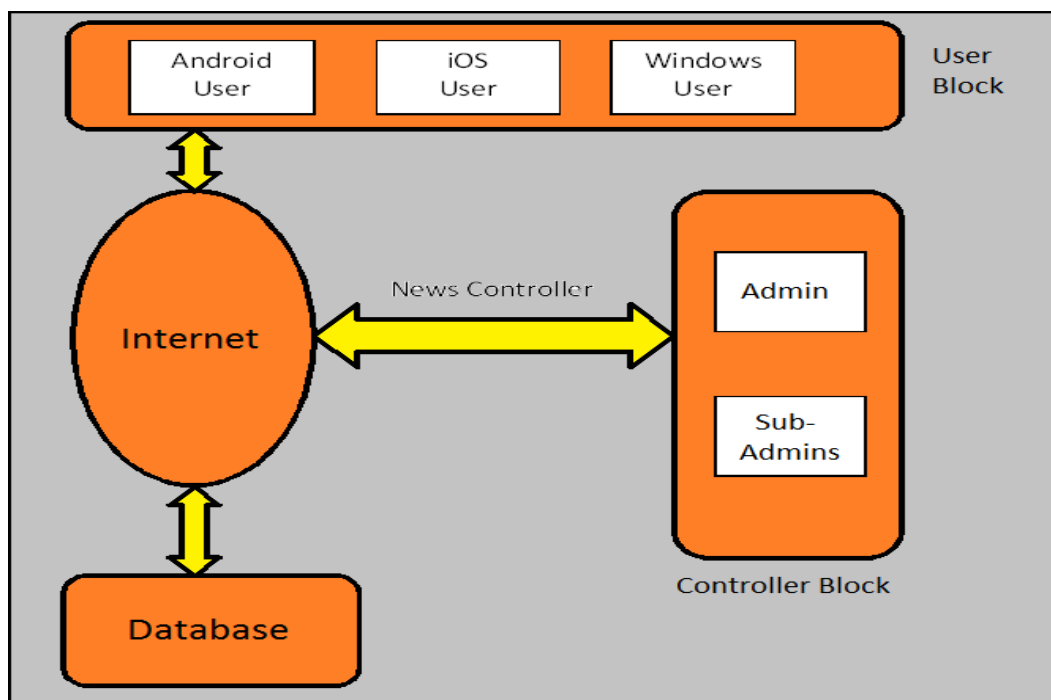 Android
User
iOS
User
Windows
User
User
Block
News Controller
Internet
Admin
Sub-
Admins
Controller Block
Database